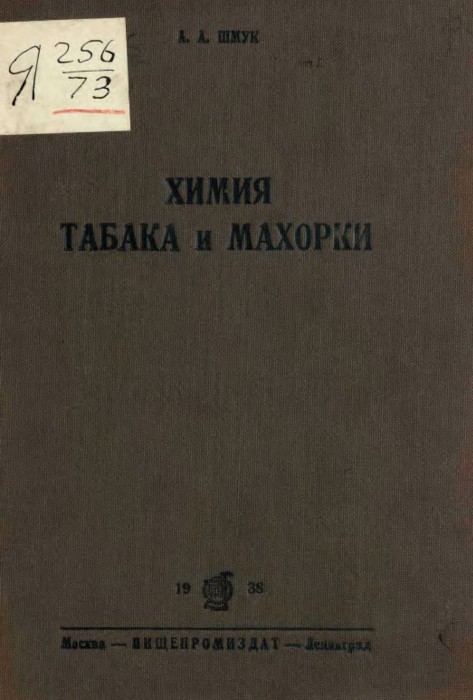 А. А. ШМУК
Я 256
73
ХИМИЯ
ТАБАКА и МАХОРКИ
19 38
Москва — ПИЩЕПРОМИЗДАТ — Ленинград